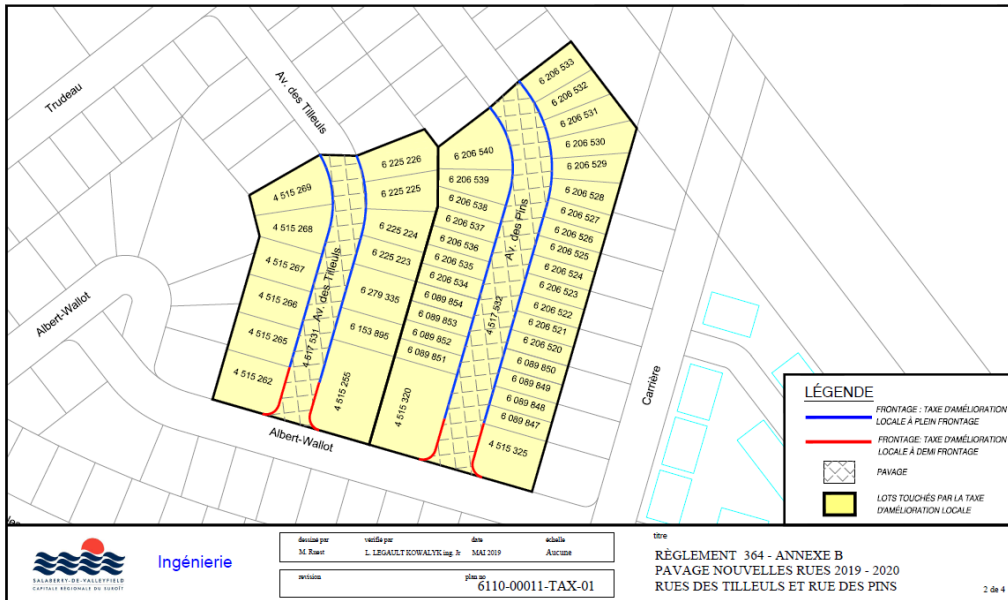 Trudeau
Av. des Tilleuls
Albert-Wallot
4 515 269
4 515 268
4 515 267
4 515 266
4 515 265
4 515 262
Av. des Tilleuls
4 517 531
6 225 226
6 225 225
6 225 224
6 225 223
6 279 335
6 153 895
4 515 255
Albert-Wallot
6 206 540
6 206 539
6 206 538
6 206 537
6 206 536
6 206 535
6 206 534
6 089 854
6 089 853
6 089 852
6 089 851
4 515 320
Av. des Pins
4 517 532
6 206 533
6 206 532
6 206 531
6 206 530
6 206 529
6 206 528
6 206 527
6 206 526
6 206 525
6 206 524
6 206 523
6 206 522
6 206 521
6 206 520
6 089 850
6 089 849
6 089 848
6 089 847
4 515 325
Carrière
LÉGENDE
FRONTAGE : TAXE D'AMÉLIORATION
LOCALE À PLEIN FRONTAGE
FRONTAGE: TAXE D'AMÉLIORATION
LOCALE À DEMI FRONTAGE
PAVAGE
LOTS TOUCHÉS PAR LA TAXE
D'AMÉLIORATION LOCALE
SALABERRY-DE-VALLEYFIELD
CAPITALE RÉGIONALE DU SUROÎT
Ingénierie
dessiné par
M. Ruest
vérifié par
L. LEGAULT KOWALYK ing. Jr
date
MAI 2019
échelle
Aucune
revision
plan no
6110-00011-TAX-01
titre
RÈGLEMENT 364 - ANNEXE B
PAVAGE NOUVELLES RUES 2019 - 2020
RUES DES TILLEULS ET RUE DES PINS
2 de 4